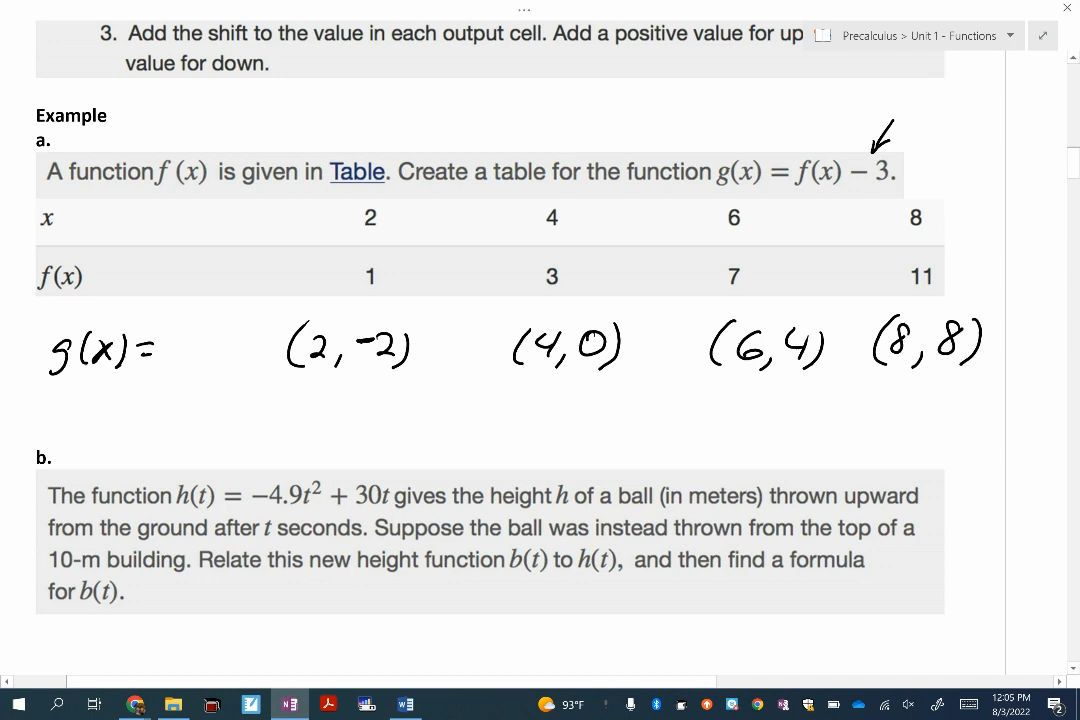 ...
3. Add the shift to the value in each output cell. Add a positive value for up
Precalculus > Unit 1 - Functions
value for down.
Example
a.
A function f (x) is given in Table. Create a table for the function g(x) = f(x) − 3.
x 2 4 6 8
f(x) 1 3 7 11
g(x)= (2,-2) (4,0) (6,4) (8,8)
b.
The function h(t) = −4.9t² + 30t gives the height h of a ball (in meters) thrown upward
from the ground after t seconds. Suppose the ball was instead thrown from the top of a
10-m building. Relate this new height function b(t) to h(t), and then find a formula
for b(t).
93°F
12:05 PM
8/3/2022
2